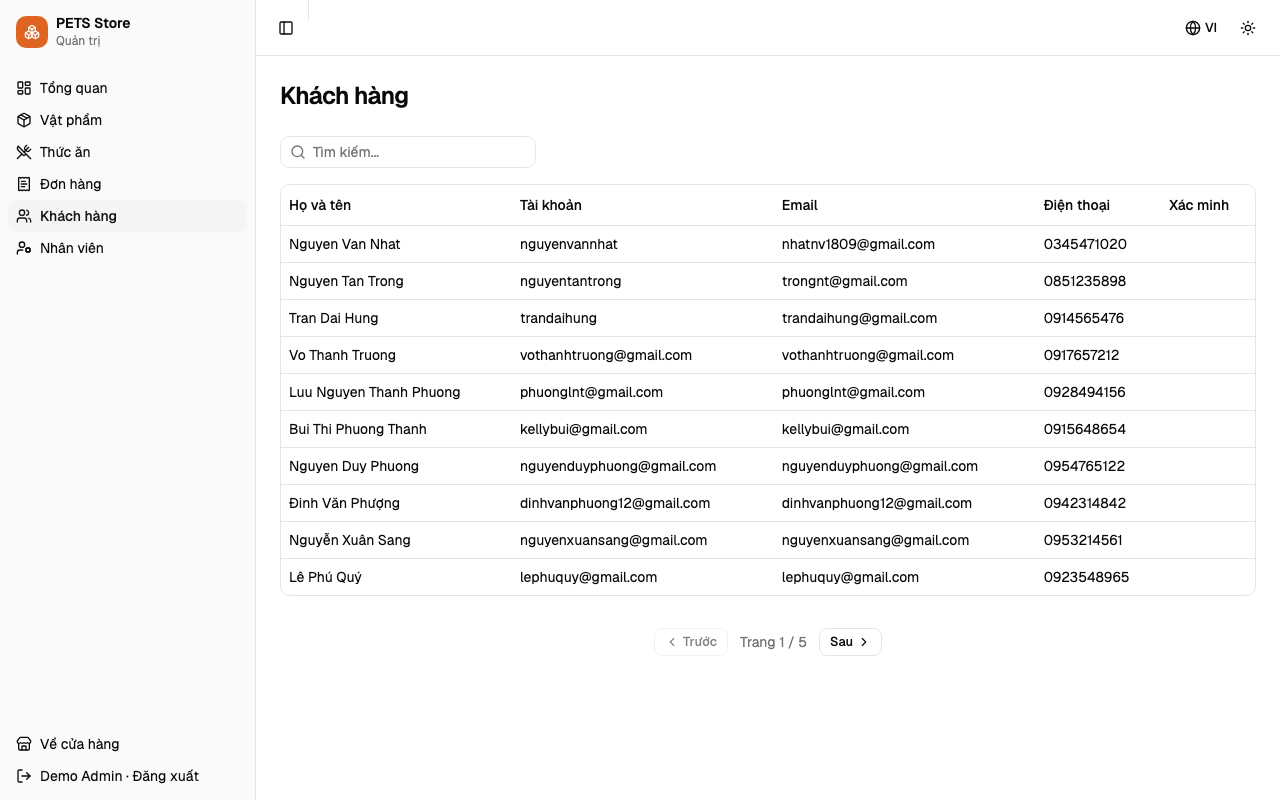 PETS Store
Quản trị
Tổng quan
Vật phẩm
Thức ăn
Đơn hàng
Khách hàng
Nhân viên
Về cửa hàng
Demo Admin · Đăng xuất
VI
Khách hàng
Tìm kiếm...
Họ và tên Tài khoản Email Điện thoại Xác minh
Nguyen Van Nhat nguyenvannhat nhatnv1809@gmail.com 0345471020
Nguyen Tan Trong nguyentantrong trongnt@gmail.com 0851235898
Tran Dai Hung trandaihung trandaihung@gmail.com 0914565476
Vo Thanh Truong vothanhtruong@gmail.com vothanhtruong@gmail.com 0917657212
Luu Nguyen Thanh Phuong phuonglnt@gmail.com phuonglnt@gmail.com 0928494156
Bui Thi Phuong Thanh kellybui@gmail.com kellybui@gmail.com 0915648654
Nguyen Duy Phuong nguyenduyphuong@gmail.com nguyenduyphuong@gmail.com 0954765122
Đinh Văn Phượng dinhvanphuong12@gmail.com dinhvanphuong12@gmail.com 0942314842
Nguyễn Xuân Sang nguyenxuansang@gmail.com nguyenxuansang@gmail.com 0953214561
Lê Phú Quý lephuquy@gmail.com lephuquy@gmail.com 0923548965
Trước Trang 1 / 5 Sau